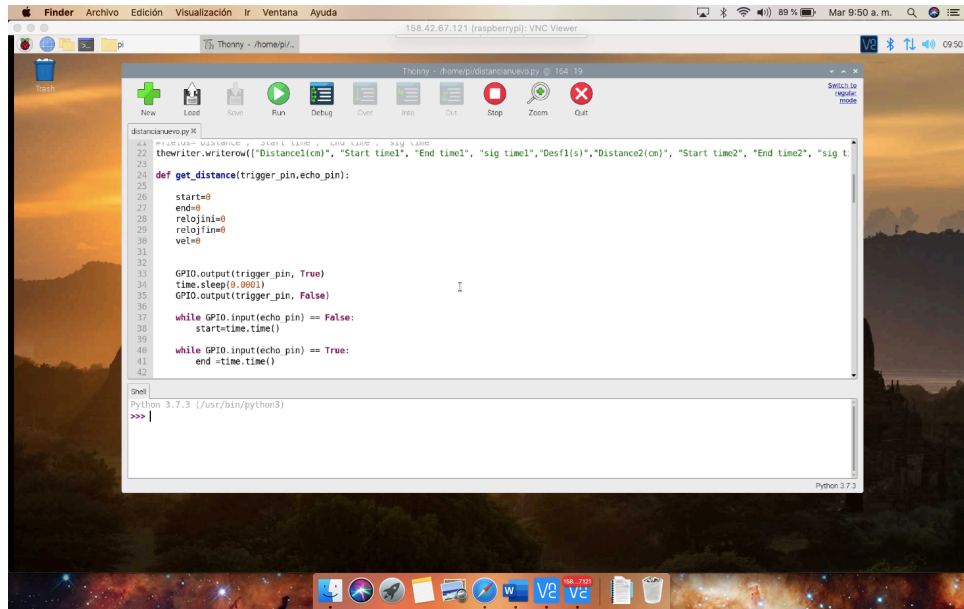 Finder Archivo Edición Visualización Ir Ventana Ayuda 89 % Mar 9:50 a. m.
158.42.67.121 (raspberrypi): VNC Viewer
pi Thonny - /home/pi/... 09:50
Trash
Thonny - /home/pi/distancianuevo.py @ 164:19
New Load Save Run Debug Over Into Out Stop Zoom Quit
Switch to
regular
mode
distancianuevo.py
22 thewriter.writerow(["Distance1(cm)", "Start time1", "End time1", "sig time1","Desf1(s)","Distance2(cm)", "Start time2", "End time2", "sig t
23
24 def get_distance(trigger_pin,echo_pin):
25
26 start=0
27 end=0
28 relojini=0
29 relojfin=0
30 vel=0
31
32
33 GPIO.output(trigger_pin, True)
34 time.sleep(0.0001)
35 GPIO.output(trigger_pin, False)
36
37 while GPIO.input(echo_pin) == False:
38 start=time.time()
39
40 while GPIO.input(echo_pin) == True:
41 end =time.time()
42
Shell
Python 3.7.3 (/usr/bin/python3)
>>>
Python 3.7.3